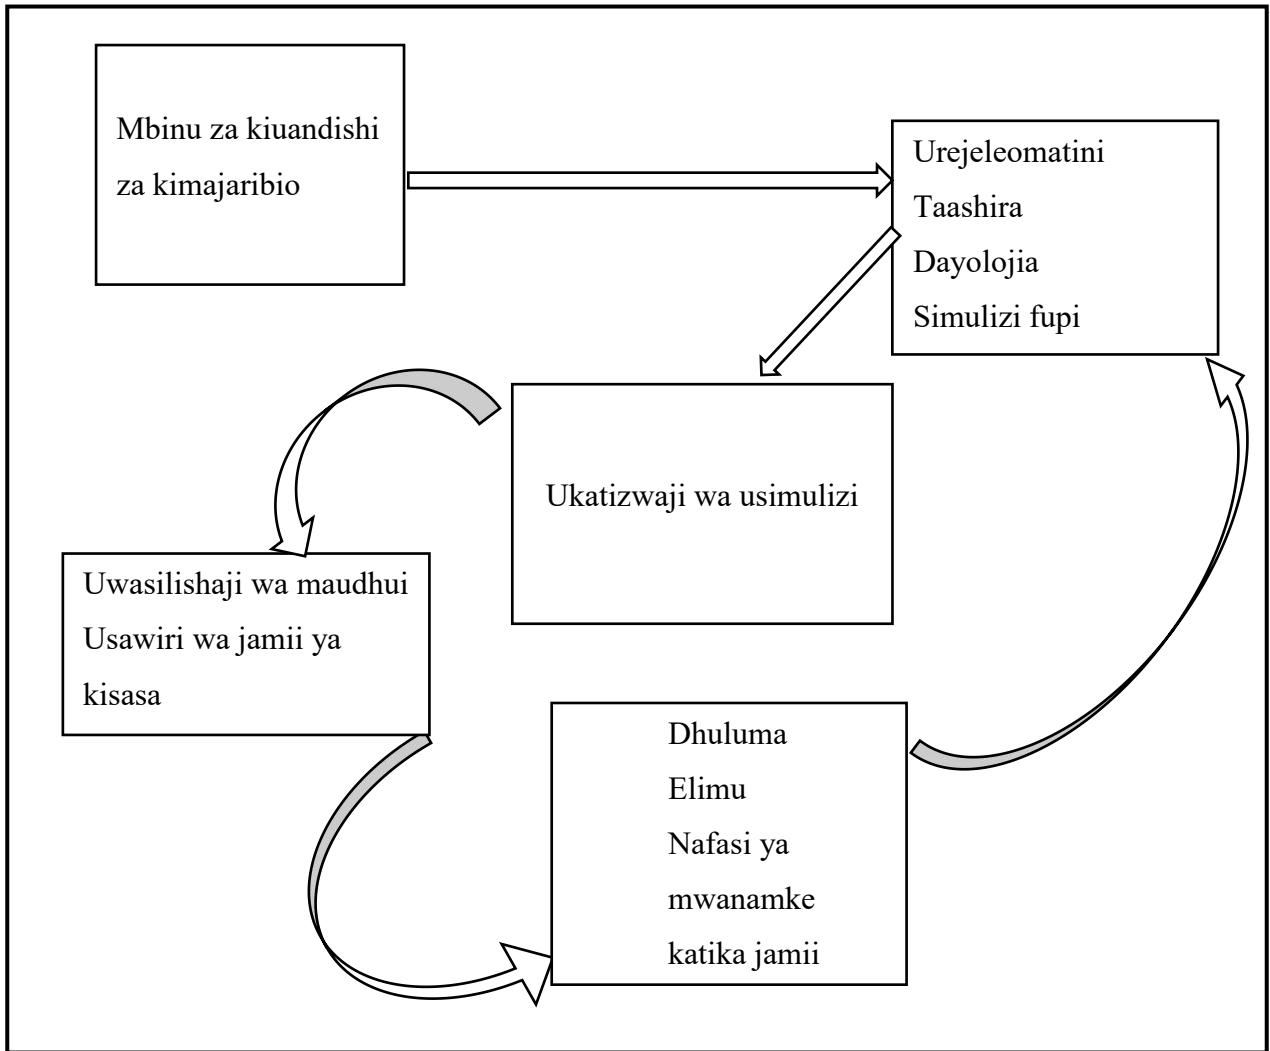 Mbinu za kiuandishi
za kimajaribio
Urejeleomatini
Taashira
Dayolojia
Simulizi fupi
Ukatizwaji wa usimulizi
Uwasilishaji wa maudhui
Usawiri wa jamii ya
kisasa
Dhuluma
Elimu
Nafasi ya
mwanamke
katika jamii